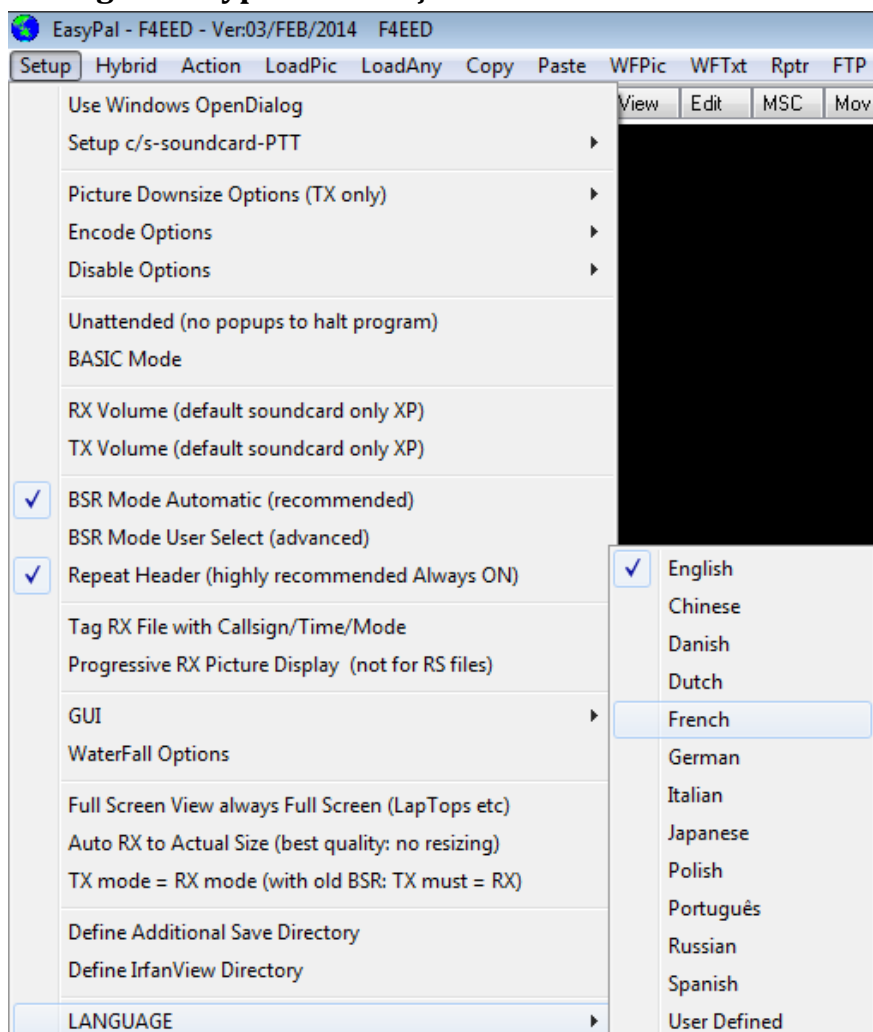 EasyPal - F4EED - Ver:03/FEB/2014 F4EED
Setup Hybrid Action LoadPic LoadAny Copy Paste WFPic WFTxt Rptr FTP
View Edit MSC Mov
Use Windows OpenDialog
Setup c/s-soundcard-PTT
Picture Downsize Options (TX only)
Encode Options
Disable Options
Unattended (no popups to halt program)
BASIC Mode
RX Volume (default soundcard only XP)
TX Volume (default soundcard only XP)
BSR Mode Automatic (recommended)
BSR Mode User Select (advanced)
Repeat Header (highly recommended Always ON)
Tag RX File with Callsign/Time/Mode
Progressive RX Picture Display (not for RS files)
GUI
WaterFall Options
Full Screen View always Full Screen (LapTops etc)
Auto RX to Actual Size (best quality: no resizing)
TX mode = RX mode (with old BSR: TX must = RX)
Define Additional Save Directory
Define IrfanView Directory
LANGUAGE
English
Chinese
Danish
Dutch
French
German
Italian
Japanese
Polish
Português
Russian
Spanish
User Defined